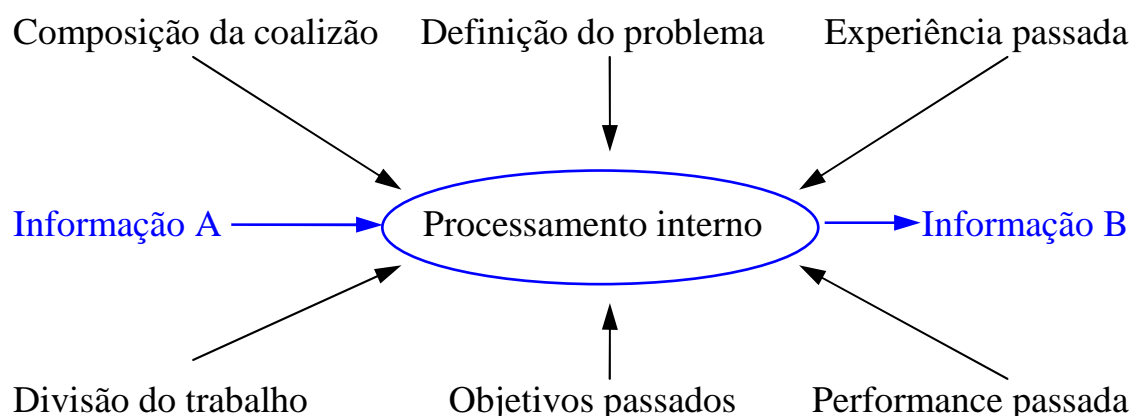 Composição da coalizão Definição do problema Experiência passada
Informação A Processamento interno Informação B
Divisão do trabalho Objetivos passados Performance passada